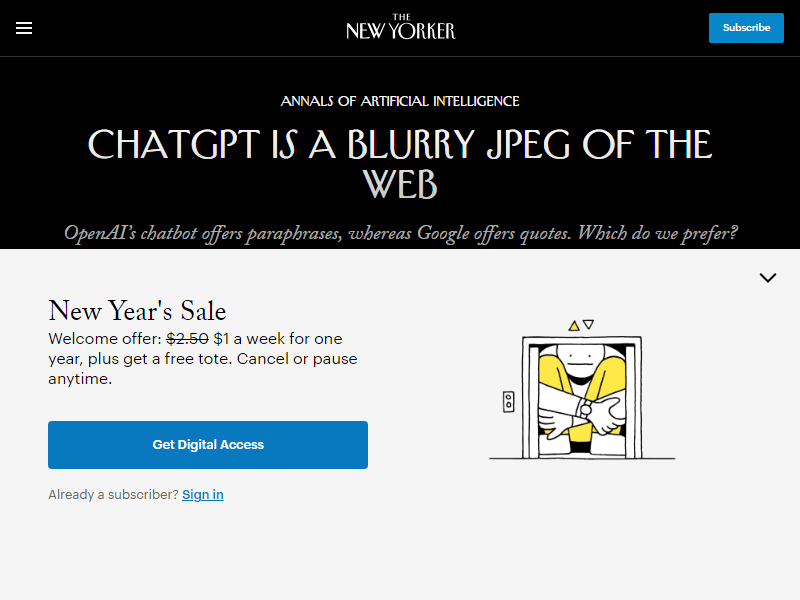 THE
NEW YORKER
Subscribe
ANNALS OF ARTIFICIAL INTELLIGENCE
CHATGPT IS A BLURRY JPEG OF THE
WEB
OpenAI’s chatbot offers paraphrases, whereas Google offers quotes. Which do we prefer?
New Year's Sale
Welcome offer: $2.50 $1 a week for one
year, plus get a free tote. Cancel or pause
anytime.
Get Digital Access
Already a subscriber? Sign in